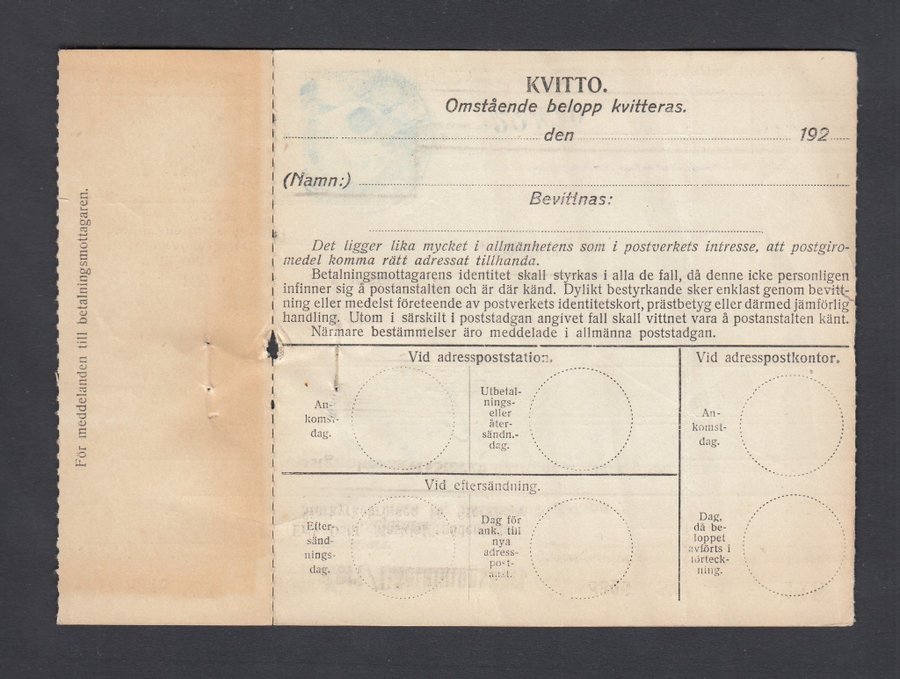 För meddelanden till betalningsmottagaren.
KVITTO.
Omstående belopp kvitteras.
den 192
(Namn:)
Bevittnas:
Det ligger lika mycket i allmänhetens som i postverkets intresse, att postgiro-
medel komma rätt adressat tillhanda.
Betalningsmottagarens identitet skall styrkas i alla de fall, då denne icke personligen
infinner sig å postanstalten och är där känd. Dylikt bestyrkande sker enklast genom bevitt-
ning eller medelst företeende av postverkets identitetskort, prästbetyg eller därmed jämförlig
handling. Utom i särskilt i poststadgan angivet fall skall vittnet vara å postanstalten känt.
Närmare bestämmelser äro meddelade i allmänna poststadgan.
Vid adresspoststation.
An-
komst-
dag.
Utbetal-
nings-
eller
åter-
sändn.-
dag.
Vid adresspostkontor.
An-
komst-
dag.
Vid eftersändning.
Efter-
sänd-
nings-
dag.
Dag för
ank. till
nya
adress-
post-
anst.
Dag,
då be-
loppet
avförts i
förteck-
ning.